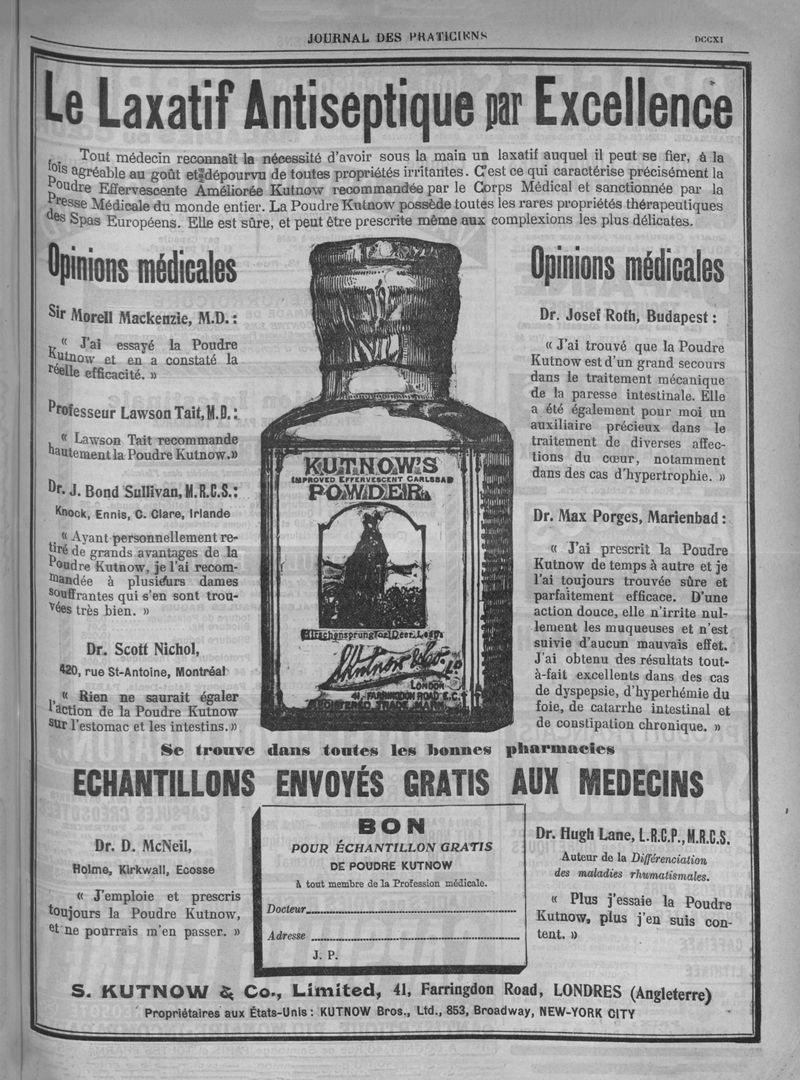 JOURNAL DES PRATICIENS
DCCXI
Le Laxatif Antiseptique par Excellence
Tout médecin reconnaît la nécessité d'avoir sous la main un laxatif auquel il peut se fier, à la
fois agréable au goût et dépourvu de toutes propriétés irritantes. C'est ce qui caractérise précisément la
Poudre Effervescente Améliorée Kutnow recommandée par le Corps Médical et sanctionnée par la
Presse Médicale du monde entier. La Poudre Kutnow possède toutes les rares propriétés thérapeutiques
des Spas Européens. Elle est sûre, et peut être prescrite même aux complexions les plus délicates.
Opinions médicales
Sir Morell Mackenzie, M.D. :
« J'ai essayé la Poudre
Kutnow et en a constaté la
réelle efficacité. »
Professeur Lawson Tait, M.D. :
« Lawson Tait recommande
hautement la Poudre Kutnow. »
Dr. J. Bond Sullivan, M.R.C.S. :
Knock, Ennis, C. Clare, Irlande
« Ayant personnellement re-
tiré de grands avantages de la
Poudre Kutnow, je l'ai recom-
mandée à plusieurs dames
souffrantes qui s'en sont trou-
vées très bien. »
Dr. Scott Nichol,
420, rue St-Antoine, Montréal
« Rien ne saurait égaler
l'action de la Poudre Kutnow
sur l'estomac et les intestins. »
KUTNOW'S
IMPROVED EFFERVESCENT CARLSBAD
POWDER
Hirschensprung (or Deer Leap)
S. Kutnow & Co. Ld
LONDON
41, FARRINGDON ROAD E.C.
REGISTERED TRADE MARK
Opinions médicales
Dr. Josef Roth, Budapest :
« J'ai trouvé que la Poudre
Kutnow est d'un grand secours
dans le traitement mécanique
de la paresse intestinale. Elle
a été également pour moi un
auxiliaire précieux dans le
traitement de diverses affec-
tions du cœur, notamment
dans des cas d'hypertrophie. »
Dr. Max Porges, Marienbad :
« J'ai prescrit la Poudre
Kutnow de temps à autre et je
l'ai toujours trouvée sûre et
parfaitement efficace. D'une
action douce, elle n'irrite nul-
lement les muqueuses et n'est
suivie d'aucun mauvais effet.
J'ai obtenu des résultats tout-
à-fait excellents dans des cas
de dyspepsie, d'hyperhémie du
foie, de catarrhe intestinal et
de constipation chronique. »
Se trouve dans toutes les bonnes pharmacies
ECHANTILLONS ENVOYÉS GRATIS AUX MEDECINS
Dr. D. McNeil,
Holme, Kirkwall, Ecosse
« J'emploie et prescris
toujours la Poudre Kutnow,
et ne pourrais m'en passer. »
BON
POUR ÉCHANTILLON GRATIS
DE POUDRE KUTNOW
à tout membre de la Profession médicale.
Docteur
Adresse
J. P.
Dr. Hugh Lane, L.R.C.P., M.R.C.S.
Auteur de la Différenciation
des maladies rhumatismales.
« Plus j'essaie la Poudre
Kutnow, plus j'en suis con-
tent. »
S. KUTNOW & Co., Limited, 41, Farringdon Road, LONDRES (Angleterre)
Propriétaires aux États-Unis : KUTNOW Bros., Ltd., 853, Broadway, NEW-YORK CITY